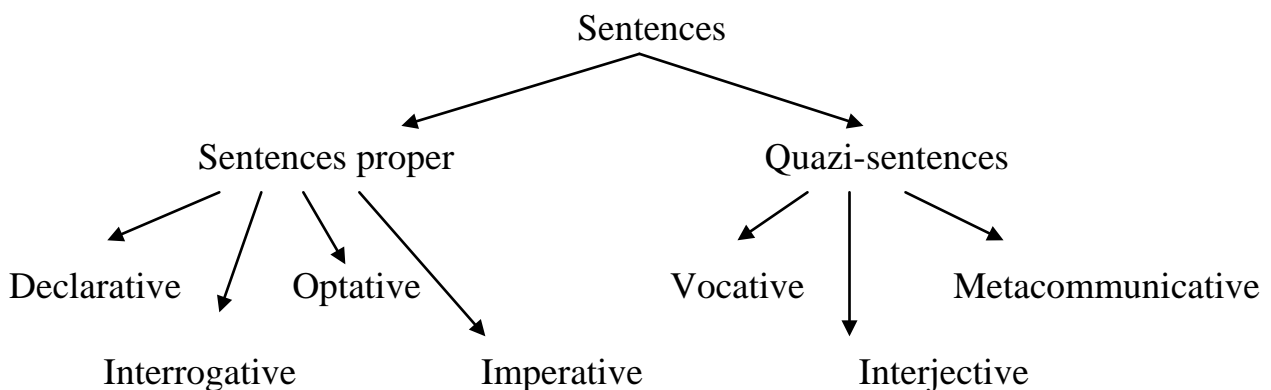 Sentences
Sentences proper Quazi-sentences
Declarative Optative Vocative Metacommunicative
Interrogative Imperative Interjective